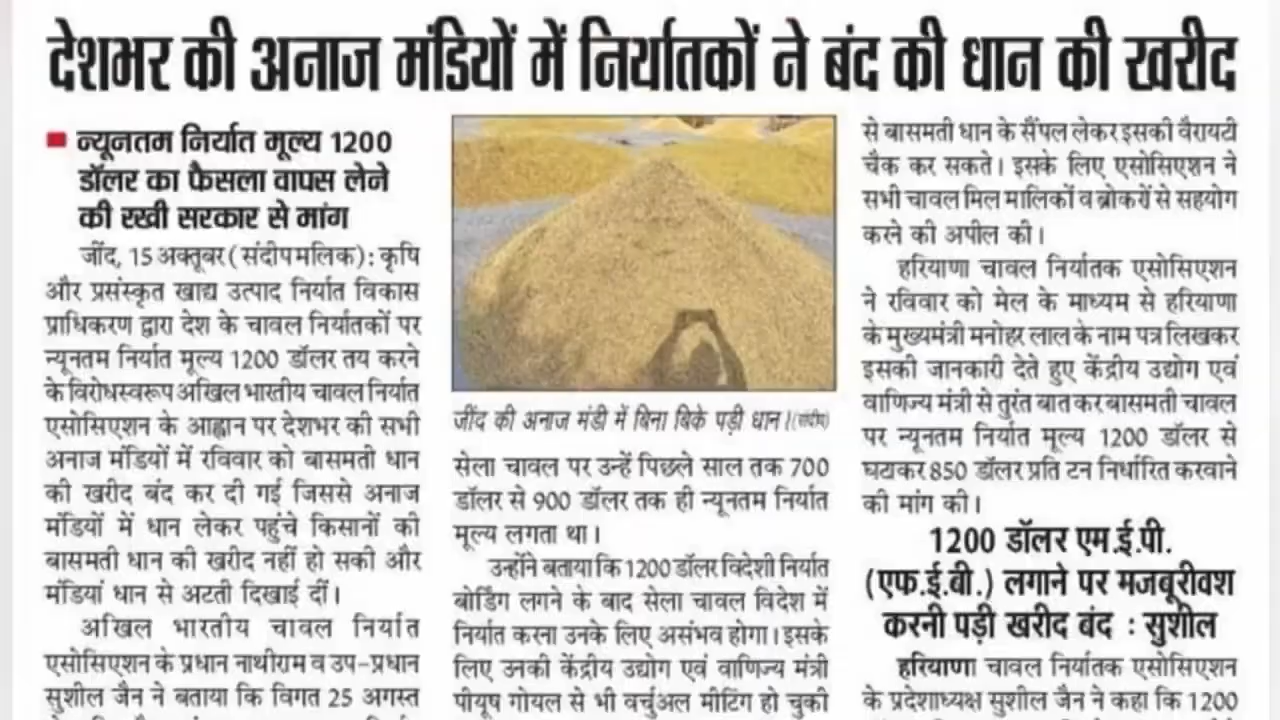 देशभर की अनाज मंडियों में निर्यातकों ने बंद की धान की खरीद
न्यूनतम निर्यात मूल्य 1200
डॉलर का फैसला वापस लेने
की रखी सरकार से मांग
जींद, 15 अक्तूबर (संदीप मलिक) : कृषि
और प्रसंस्कृत खाद्य उत्पाद निर्यात विकास
प्राधिकरण द्वारा देश के चावल निर्यातकों पर
न्यूनतम निर्यात मूल्य 1200 डॉलर तय करने
के विरोधस्वरूप अखिल भारतीय चावल निर्यात
एसोसिएशन के आह्वान पर देशभर की सभी
अनाज मंडियों में रविवार को बासमती धान
की खरीद बंद कर दी गई जिससे अनाज
मंडियों में धान लेकर पहुंचे किसानों की
बासमती धान की खरीद नहीं हो सकी और
मंडियां धान से अटती दिखाई दीं।
अखिल भारतीय चावल निर्यात
एसोसिएशन के प्रधान नाथीराम व उप-प्रधान
सुशील जैन ने बताया कि विगत 25 अगस्त
जींद की अनाज मंडी में बिना बिके पड़ी धान। (संदीप)
सेला चावल पर उन्हें पिछले साल तक 700
डॉलर से 900 डॉलर तक ही न्यूनतम निर्यात
मूल्य लगता था।
उन्होंने बताया कि 1200 डॉलर विदेशी निर्यात
बोर्डिंग लगने के बाद सेला चावल विदेश में
निर्यात करना उनके लिए असंभव होगा। इसके
लिए उनकी केंद्रीय उद्योग एवं वाणिज्य मंत्री
पीयूष गोयल से भी वर्चुअल मीटिंग हो चुकी
से बासमती धान के सैंपल लेकर इसकी वैरायटी
चैक कर सकते। इसके लिए एसोसिएशन ने
सभी चावल मिल मालिकों व ब्रोकरों से सहयोग
करने की अपील की।
हरियाणा चावल निर्यातक एसोसिएशन
ने रविवार को मेल के माध्यम से हरियाणा
के मुख्यमंत्री मनोहर लाल के नाम पत्र लिखकर
इसकी जानकारी देते हुए केंद्रीय उद्योग एवं
वाणिज्य मंत्री से तुरंत बात कर बासमती चावल
पर न्यूनतम निर्यात मूल्य 1200 डॉलर से
घटाकर 850 डॉलर प्रति टन निर्धारित करवाने
की मांग की।
1200 डॉलर एम.ई.पी.
(एफ.ई.बी.) लगाने पर मजबूरीवश
करनी पड़ी खरीद बंद : सुशील
हरियाणा चावल निर्यातक एसोसिएशन
के प्रदेशाध्यक्ष सुशील जैन ने कहा कि 1200